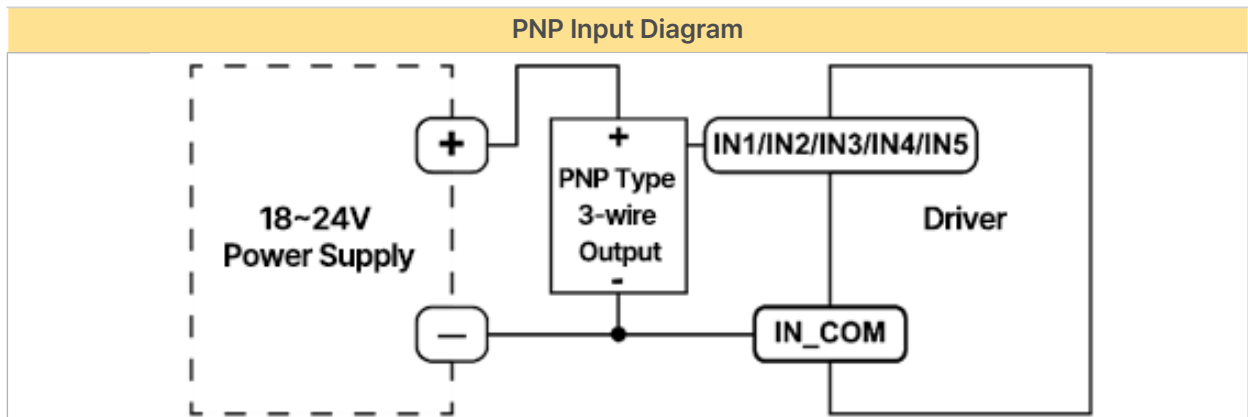 PNP Input Diagram
+
18~24V
Power Supply
—
+
PNP Type
3-wire
Output
-
IN1/IN2/IN3/IN4/IN5
Driver
IN_COM